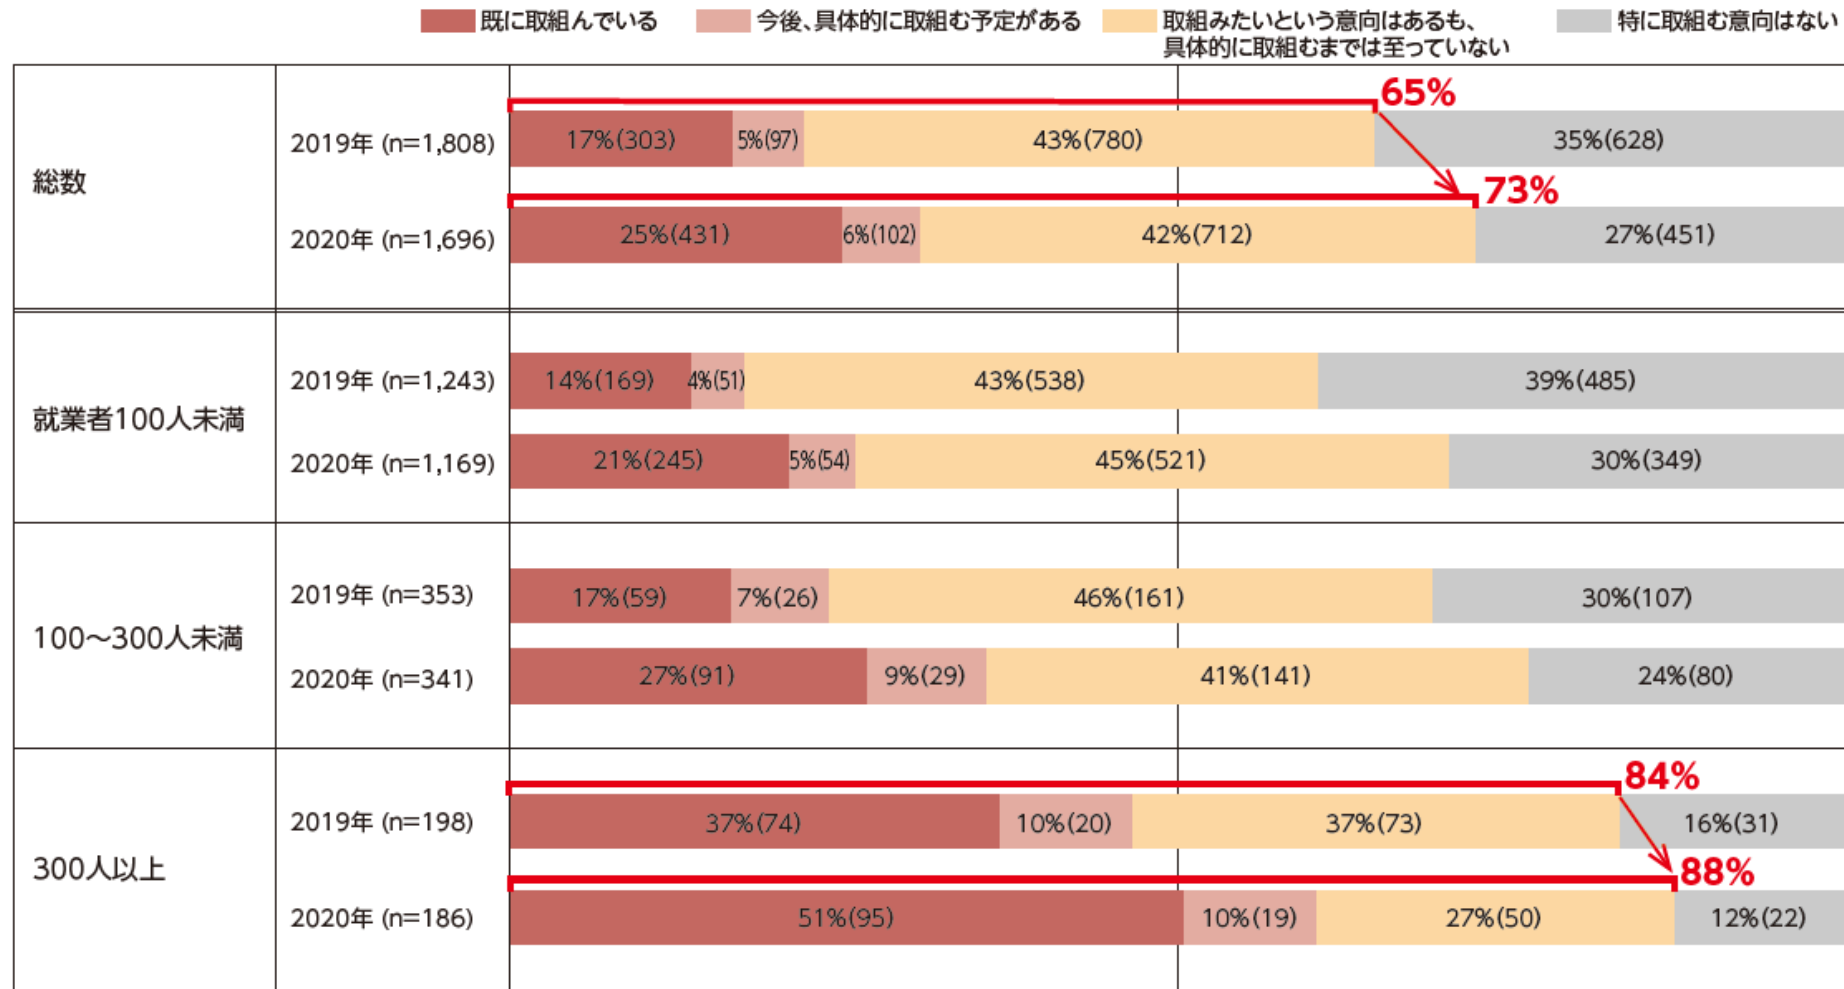 既に取組んでいる
今後、具体的に取組む予定がある
取組みたいという意向はあるも、
具体的に取組むまでは至っていない
特に取組む意向はない
総数
65%
2019年 (n=1,808)
17%(303)
5%(97)
43%(780)
35%(628)
73%
2020年 (n=1,696)
25%(431)
6%(102)
42%(712)
27%(451)
就業者100人未満
2019年 (n=1,243)
14%(169)
4%(51)
43%(538)
39%(485)
2020年 (n=1,169)
21%(245)
5%(54)
45%(521)
30%(349)
100～300人未満
2019年 (n=353)
17%(59)
7%(26)
46%(161)
30%(107)
2020年 (n=341)
27%(91)
9%(29)
41%(141)
24%(80)
300人以上
84%
2019年 (n=198)
37%(74)
10%(20)
37%(73)
16%(31)
88%
2020年 (n=186)
51%(95)
10%(19)
27%(50)
12%(22)